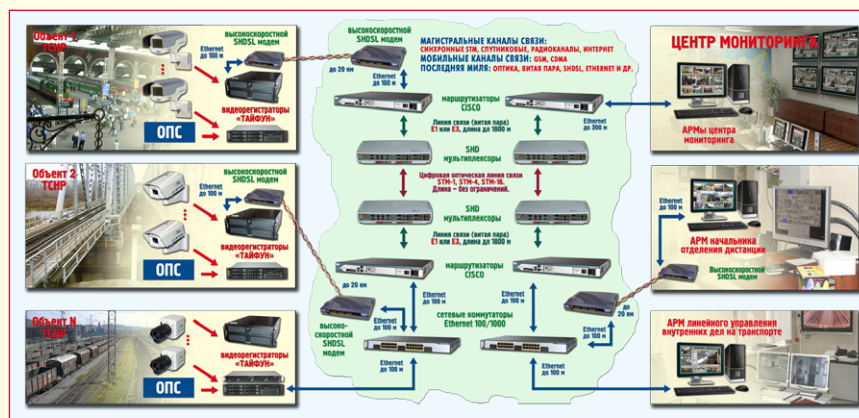 Объект 1
ТСНР
Ethernet
до 100 м
высокоскоростной
SHDSL модем
видеорегистраторы
«ТАЙФУН»
ОПС
Объект 2
ТСНР
Ethernet
до 100 м
высокоскоростной
SHDSL модем
видеорегистраторы
«ТАЙФУН»
ОПС
Объект N
ТСНР
видеорегистраторы
«ТАЙФУН»
ОПС
высокоскоростной
SHDSL модем
до 20 км
Ethernet
до 100 м
МАГИСТРАЛЬНЫЕ КАНАЛЫ СВЯЗИ:
СИНХРОННЫЕ STM, СПУТНИКОВЫЕ, РАДИОКАНАЛЫ, ИНТЕРНЕТ
МОБИЛЬНЫЕ КАНАЛЫ СВЯЗИ: GSM, CDMA
ПОСЛЕДНЯЯ МИЛЯ: ОПТИКА, ВИТАЯ ПАРА, SHDSL, ETHERNET И ДР.
маршрутизаторы
CISCO
Ethernet
до 300 м
Линия связи (витая пара)
E1 или E3, длина до 1800 м
SHD
мультиплексоры
Цифровая оптическая линия связи
STM-1, STM-4, STM-16.
Длина – без ограничений.
SHD
мультиплексоры
Линия связи (витая пара)
E1 или E3, длина до 1800 м
маршрутизаторы
CISCO
до 20 км
Ethernet
до 100 м
Ethernet
до 100 м
высоко-
скоростной
SHDSL
модем
Ethernet
до 100 м
сетевые коммутаторы
Ethernet 100/1000
до
20 км
Ethernet
до 100 м
Ethernet
до 100 м
Ethernet
до 100 м
ЦЕНТР МОНИТОРИНГА
АРМы центра
мониторинга
Ethernet
до 100 м
АРМ начальника
отделения дистанции
Высокоскоростной
SHDSL модем
АРМ линейного управления
внутренних дел на транспорте